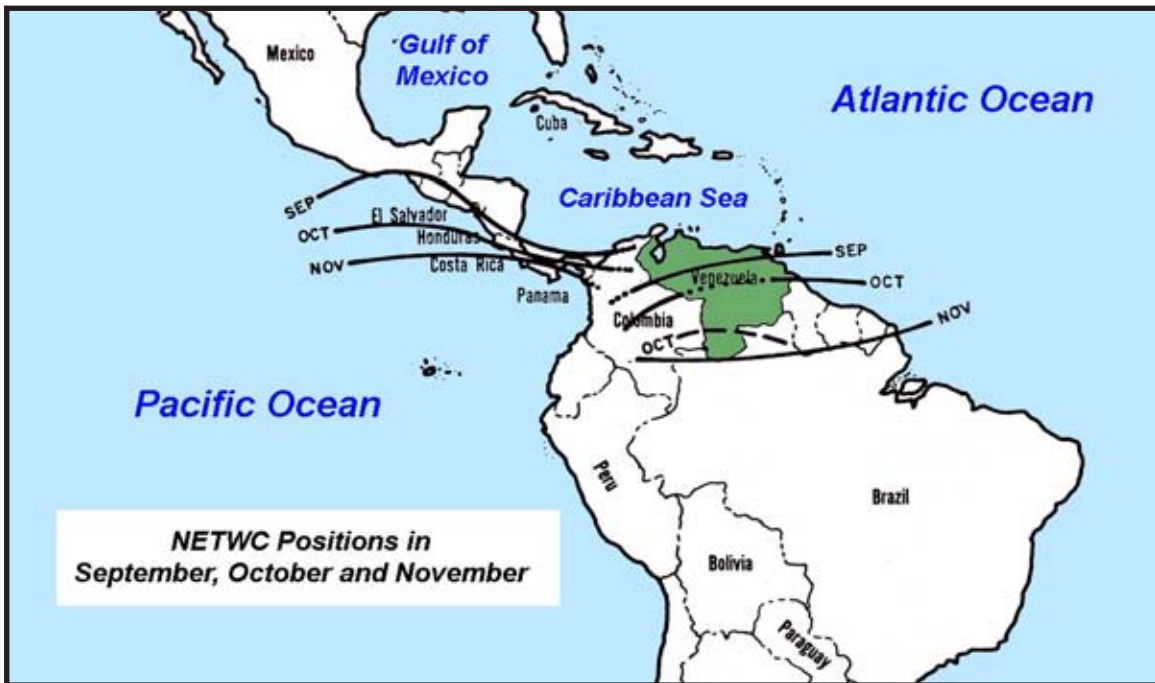 Mexico
Gulf of
Mexico
Atlantic Ocean
Cuba
Caribbean Sea
SEP
El Salvador
OCT
Honduras
NOV
Costa Rica
Panama
SEP
Venezuela
OCT
NOV
Colombia
OCT
Pacific Ocean
Peru
Brazil
NETWC Positions in
September, October and November
Bolivia
Paraguay